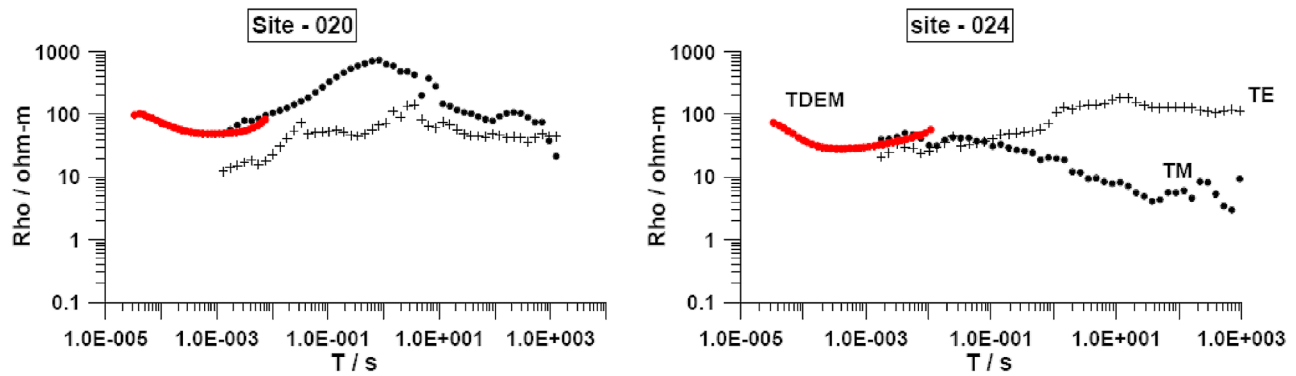 Site - 020
1000
100
10
1
0.1
Rho / ohm-m
1.0E-005
1.0E-003
1.0E-001
1.0E+001
1.0E+003
T / s
site - 024
1000
100
10
1
0.1
Rho / ohm-m
TDEM
TE
TM
1.0E-005
1.0E-003
1.0E-001
1.0E+001
1.0E+003
T / s